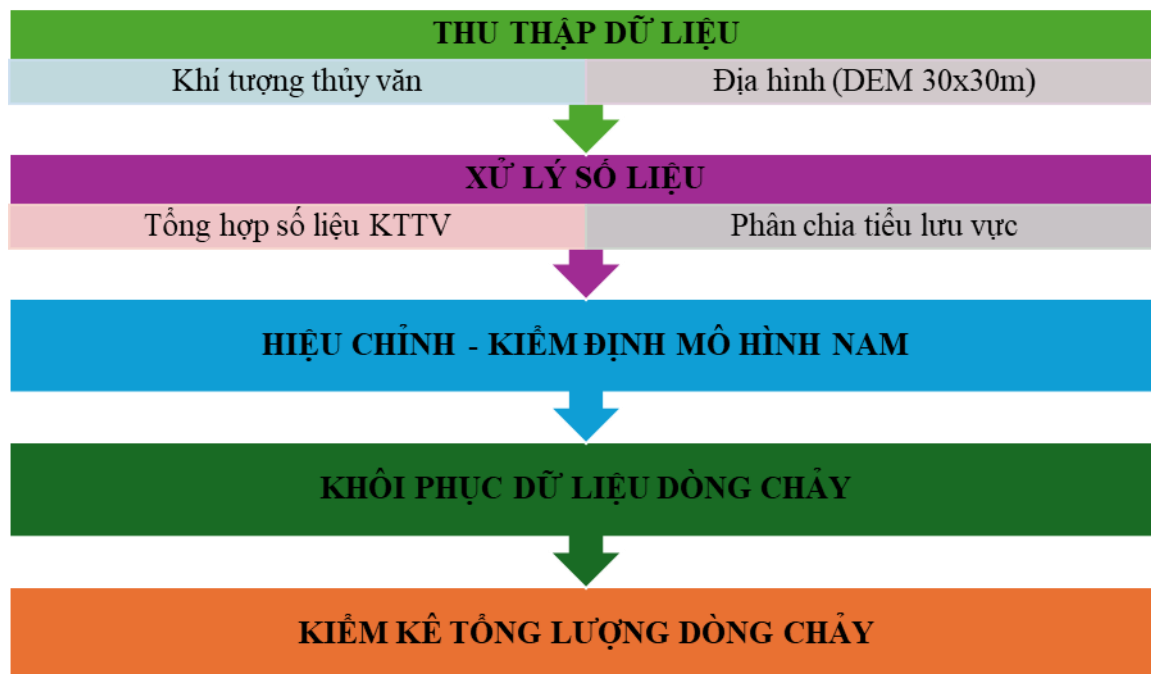 THU THẬP DỮ LIỆU
Khí tượng thủy văn
Địa hình (DEM 30x30m)
XỬ LÝ SỐ LIỆU
Tổng hợp số liệu KTTV
Phân chia tiểu lưu vực
HIỆU CHỈNH - KIỂM ĐỊNH MÔ HÌNH NAM
KHÔI PHỤC DỮ LIỆU DÒNG CHẢY
KIỂM KÊ TỔNG LƯỢNG DÒNG CHẢY